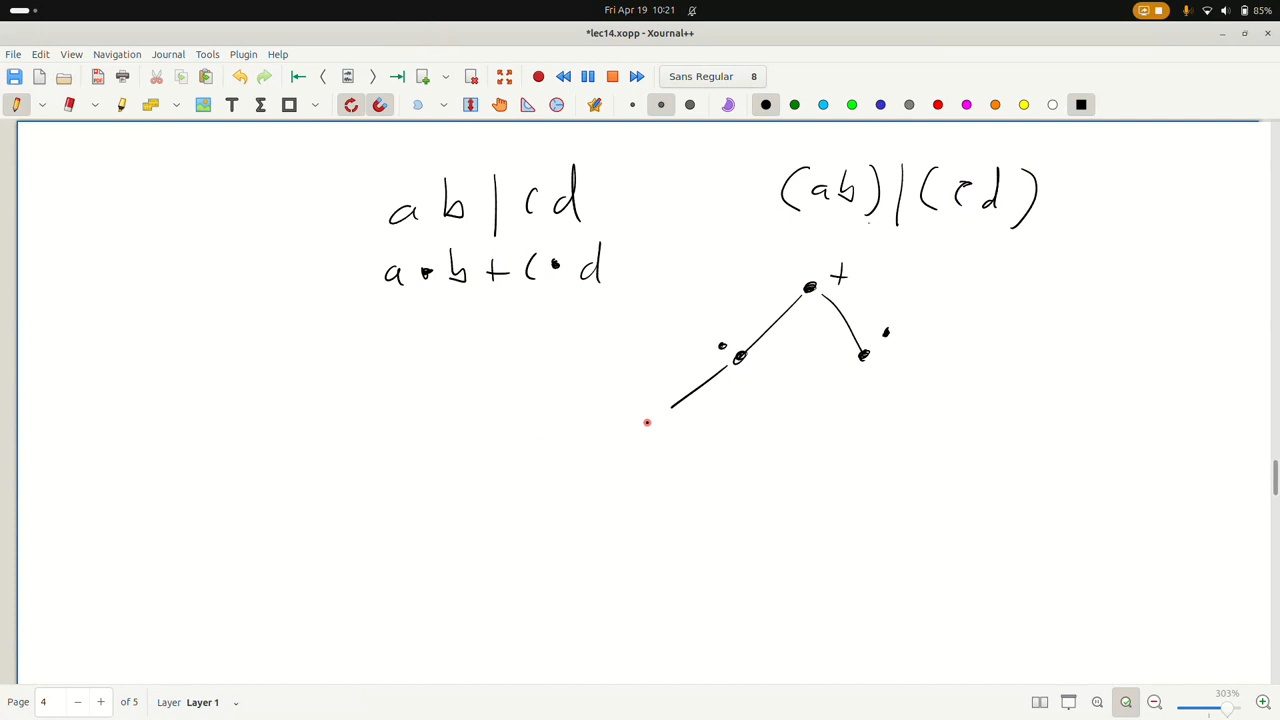 Fri Apr 19 10:21
85%
*lec14.xopp - Xournal++
File Edit View Navigation Journal Tools Plugin Help
Sans Regular 8
ab|cd
(ab)|(cd)
a • b + c • d
+
•
•
Page 4 of 5 Layer Layer 1
303%